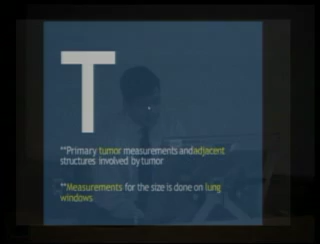 T
**Primary tumor measurements andadjacent
structures involved by tumor
**Measurements for the size is done on lung
windows